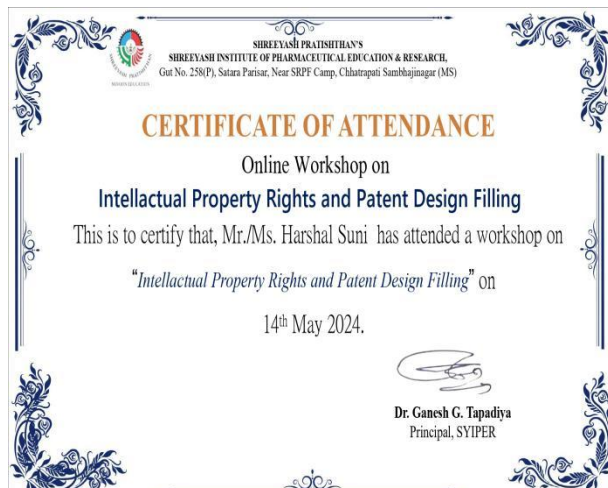 SHREEYASH PRATISHTHAN'S
SHREEYASH INSTITUTE OF PHARMACEUTICAL EDUCATION & RESEARCH,
Gut No. 258(P), Satara Parisar, Near SRPF Camp, Chhatrapati Sambhajinagar (MS)
SHREEYASH PRATISHTHAN
CERTIFICATE OF ATTENDANCE
Online Workshop on
Intellactual Property Rights and Patent Design Filling
This is to certify that, Mr./Ms. Harshal Suni has attended a workshop on
"Intellactual Property Rights and Patent Design Filling" on
14th May 2024.
Dr. Ganesh G. Tapadiya
Principal, SYIPER